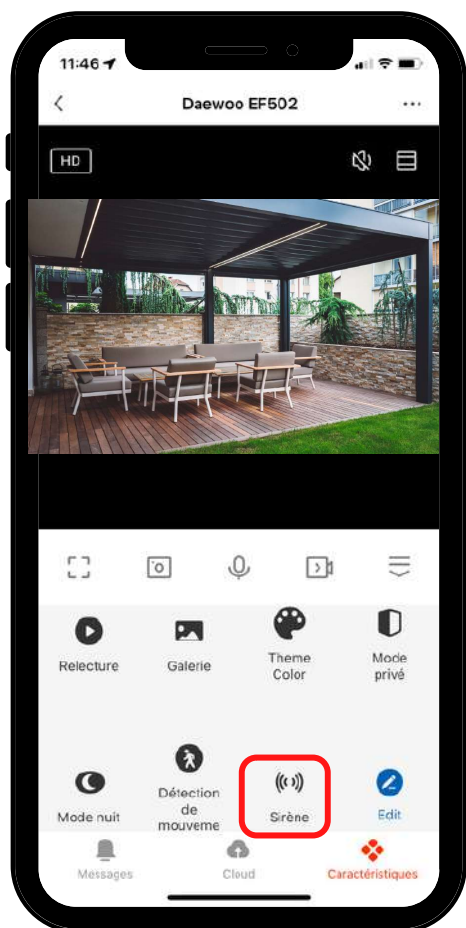 11:46
Daewoo EF502
HD
Relecture
Galerie
Theme
Color
Mode
privé
Mode nuit
Détection
de
mouveme
Sirène
Edit
Messages
Cloud
Caractéristiques